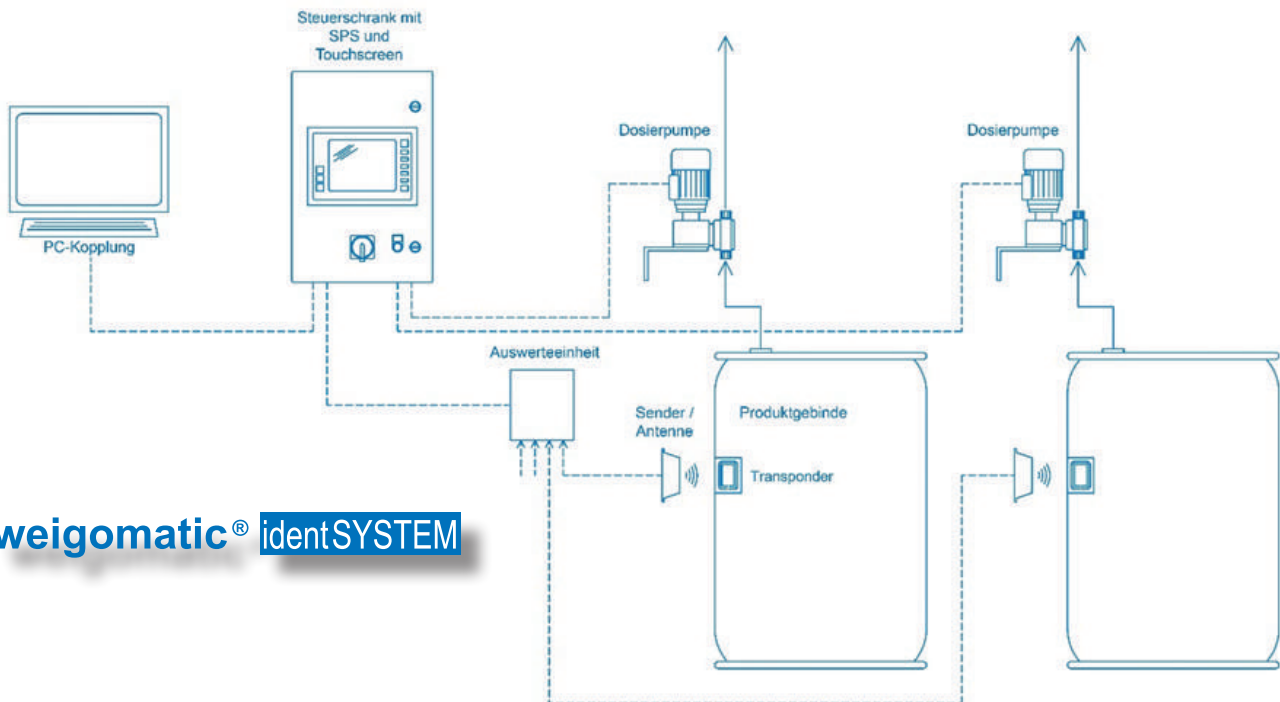 Steuerschrank mit
SPS und
Touchscreen
Dosierpumpe
Dosierpumpe
PC-Kopplung
Auswerteeinheit
Sender /
Antenne
Produktgebinde
Transponder
weigomatic® identSYSTEM